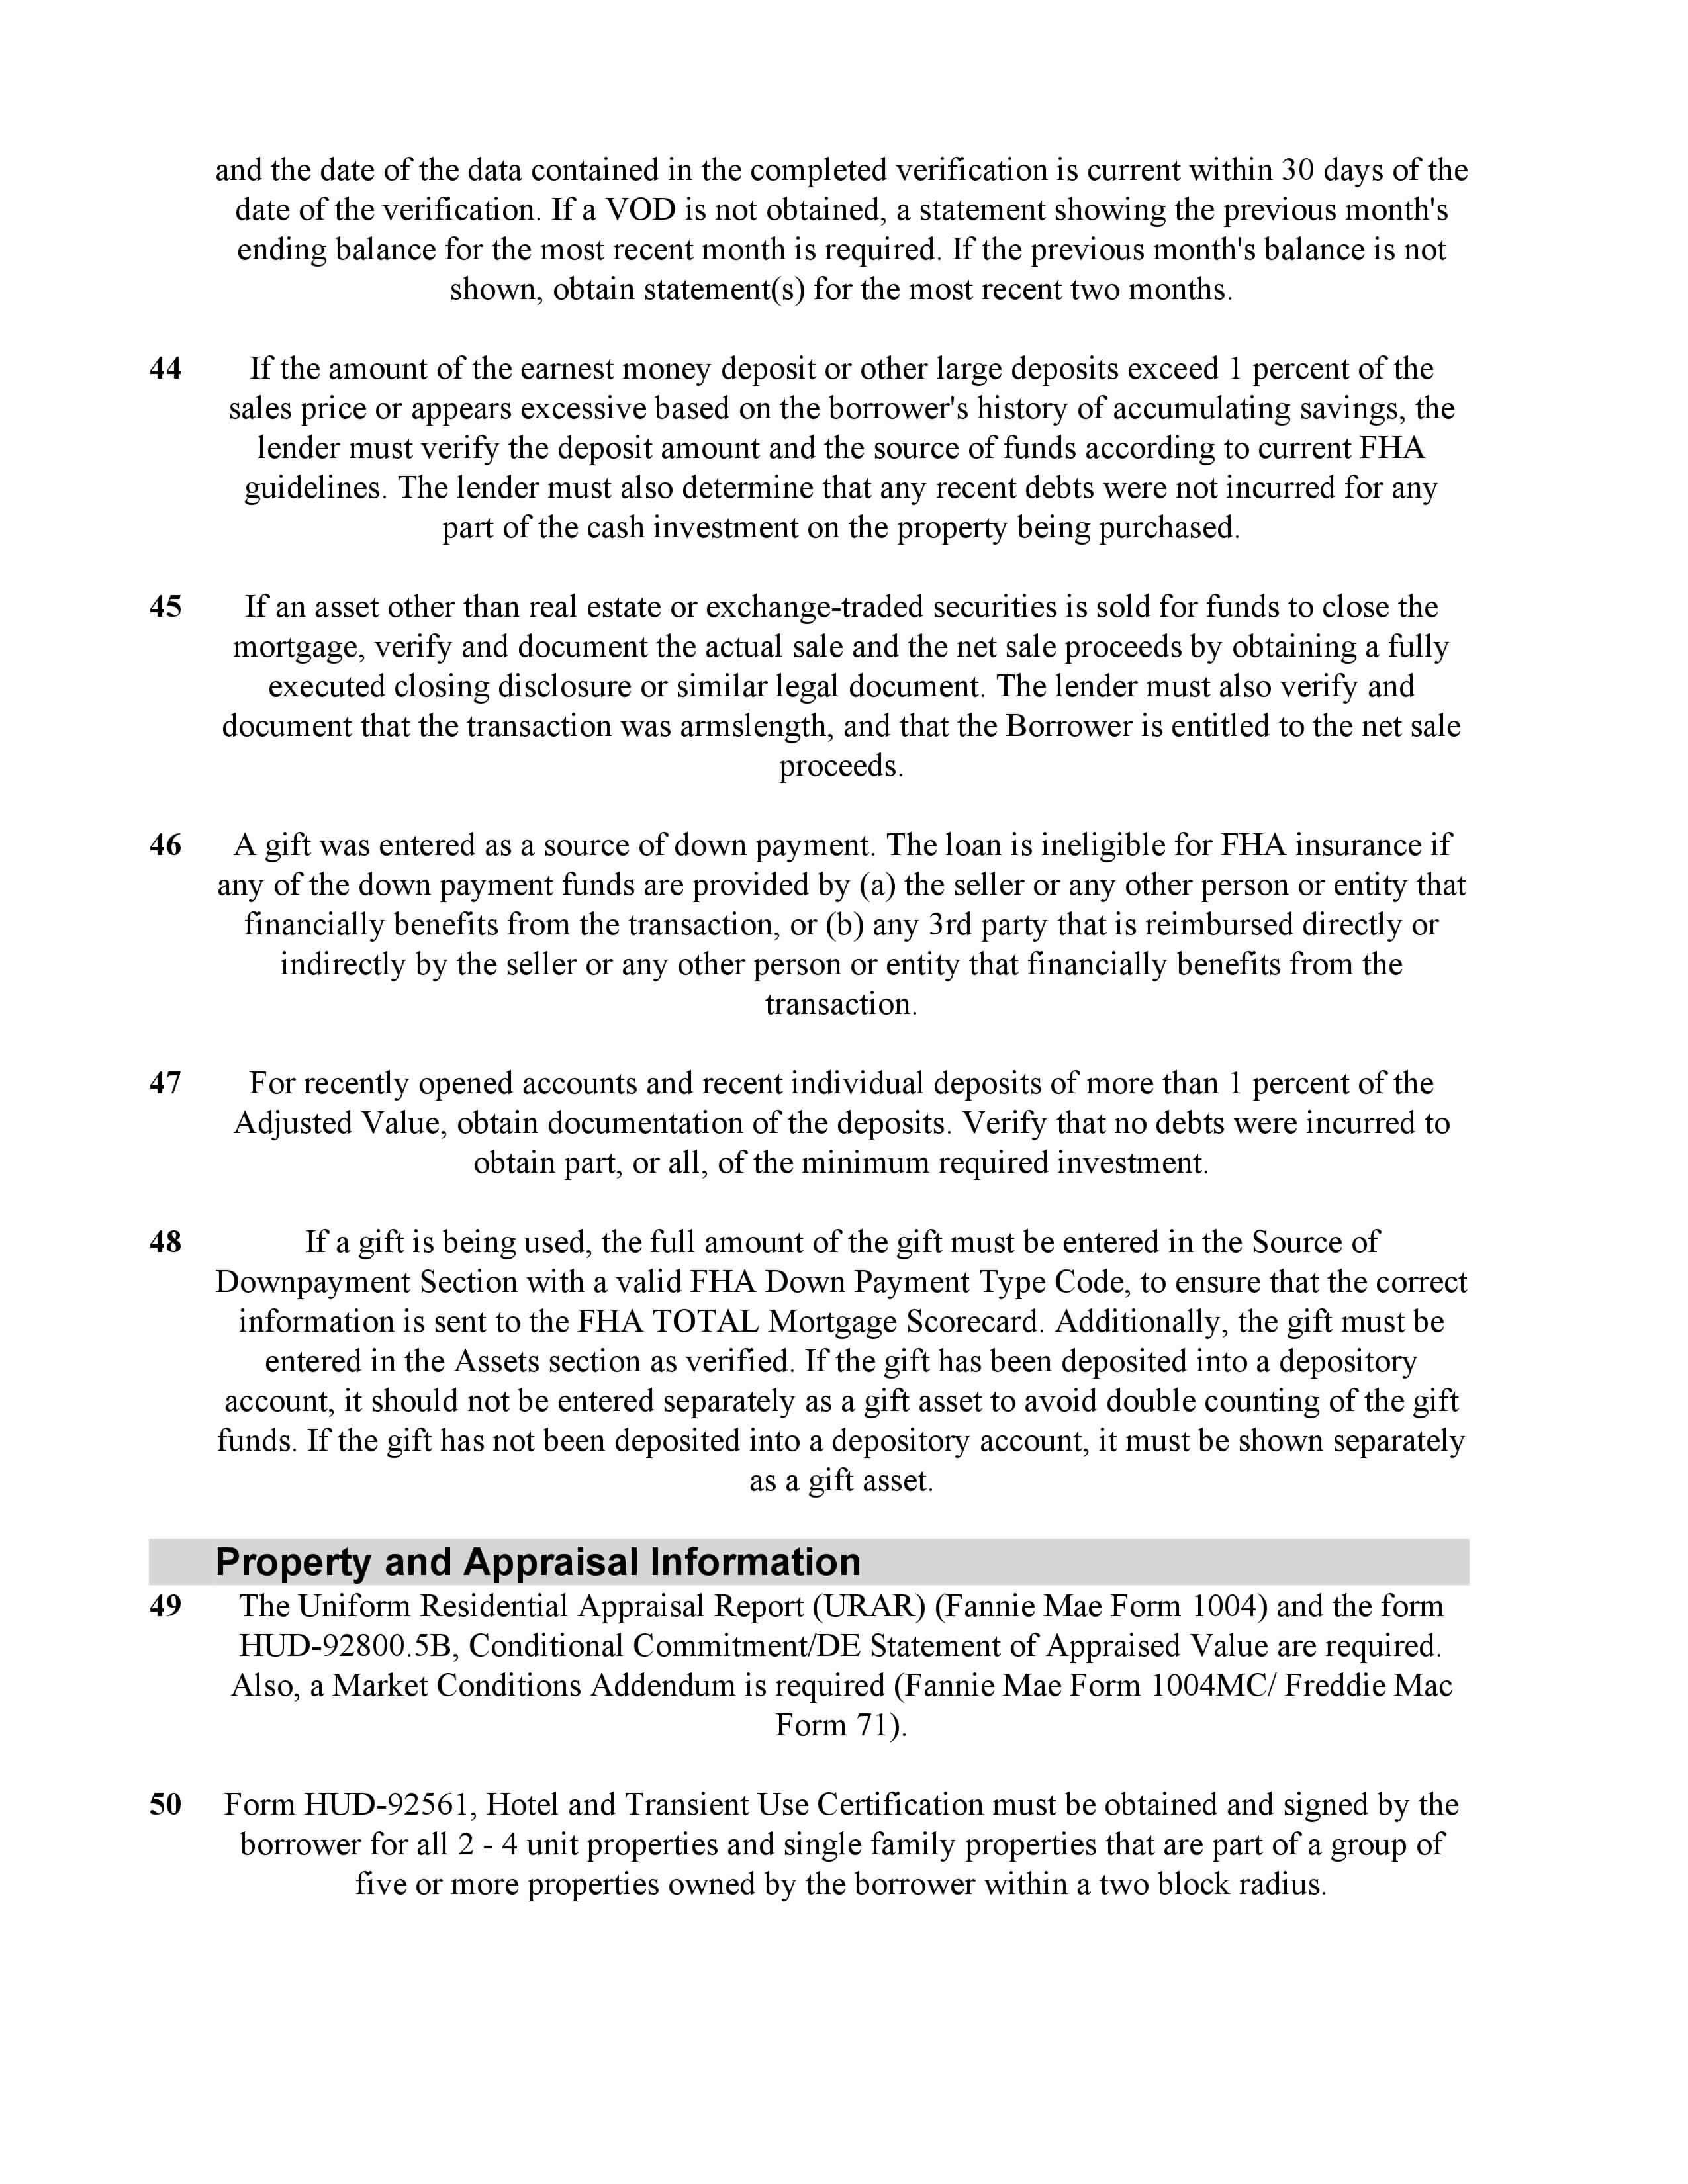 and the date of the data contained in the completed verification is current within 30 days of the
date of the verification. If a VOD is not obtained, a statement showing the previous month's
ending balance for the most recent month is required. If the previous month's balance is not
shown, obtain statement(s) for the most recent two months.
44 If the amount of the earnest money deposit or other large deposits exceed 1 percent of the
sales price or appears excessive based on the borrower's history of accumulating savings, the
lender must verify the deposit amount and the source of funds according to current FHA
guidelines. The lender must also determine that any recent debts were not incurred for any
part of the cash investment on the property being purchased.
45 If an asset other than real estate or exchange-traded securities is sold for funds to close the
mortgage, verify and document the actual sale and the net sale proceeds by obtaining a fully
executed closing disclosure or similar legal document. The lender must also verify and
document that the transaction was armslength, and that the Borrower is entitled to the net sale
proceeds.
46 A gift was entered as a source of down payment. The loan is ineligible for FHA insurance if
any of the down payment funds are provided by (a) the seller or any other person or entity that
financially benefits from the transaction, or (b) any 3rd party that is reimbursed directly or
indirectly by the seller or any other person or entity that financially benefits from the
transaction.
47 For recently opened accounts and recent individual deposits of more than 1 percent of the
Adjusted Value, obtain documentation of the deposits. Verify that no debts were incurred to
obtain part, or all, of the minimum required investment.
48 If a gift is being used, the full amount of the gift must be entered in the Source of
Downpayment Section with a valid FHA Down Payment Type Code, to ensure that the correct
information is sent to the FHA TOTAL Mortgage Scorecard. Additionally, the gift must be
entered in the Assets section as verified. If the gift has been deposited into a depository
account, it should not be entered separately as a gift asset to avoid double counting of the gift
funds. If the gift has not been deposited into a depository account, it must be shown separately
as a gift asset.
Property and Appraisal Information
49 The Uniform Residential Appraisal Report (URAR) (Fannie Mae Form 1004) and the form
HUD-92800.5B, Conditional Commitment/DE Statement of Appraised Value are required.
Also, a Market Conditions Addendum is required (Fannie Mae Form 1004MC/ Freddie Mac
Form 71).
50 Form HUD-92561, Hotel and Transient Use Certification must be obtained and signed by the
borrower for all 2 - 4 unit properties and single family properties that are part of a group of
five or more properties owned by the borrower within a two block radius.